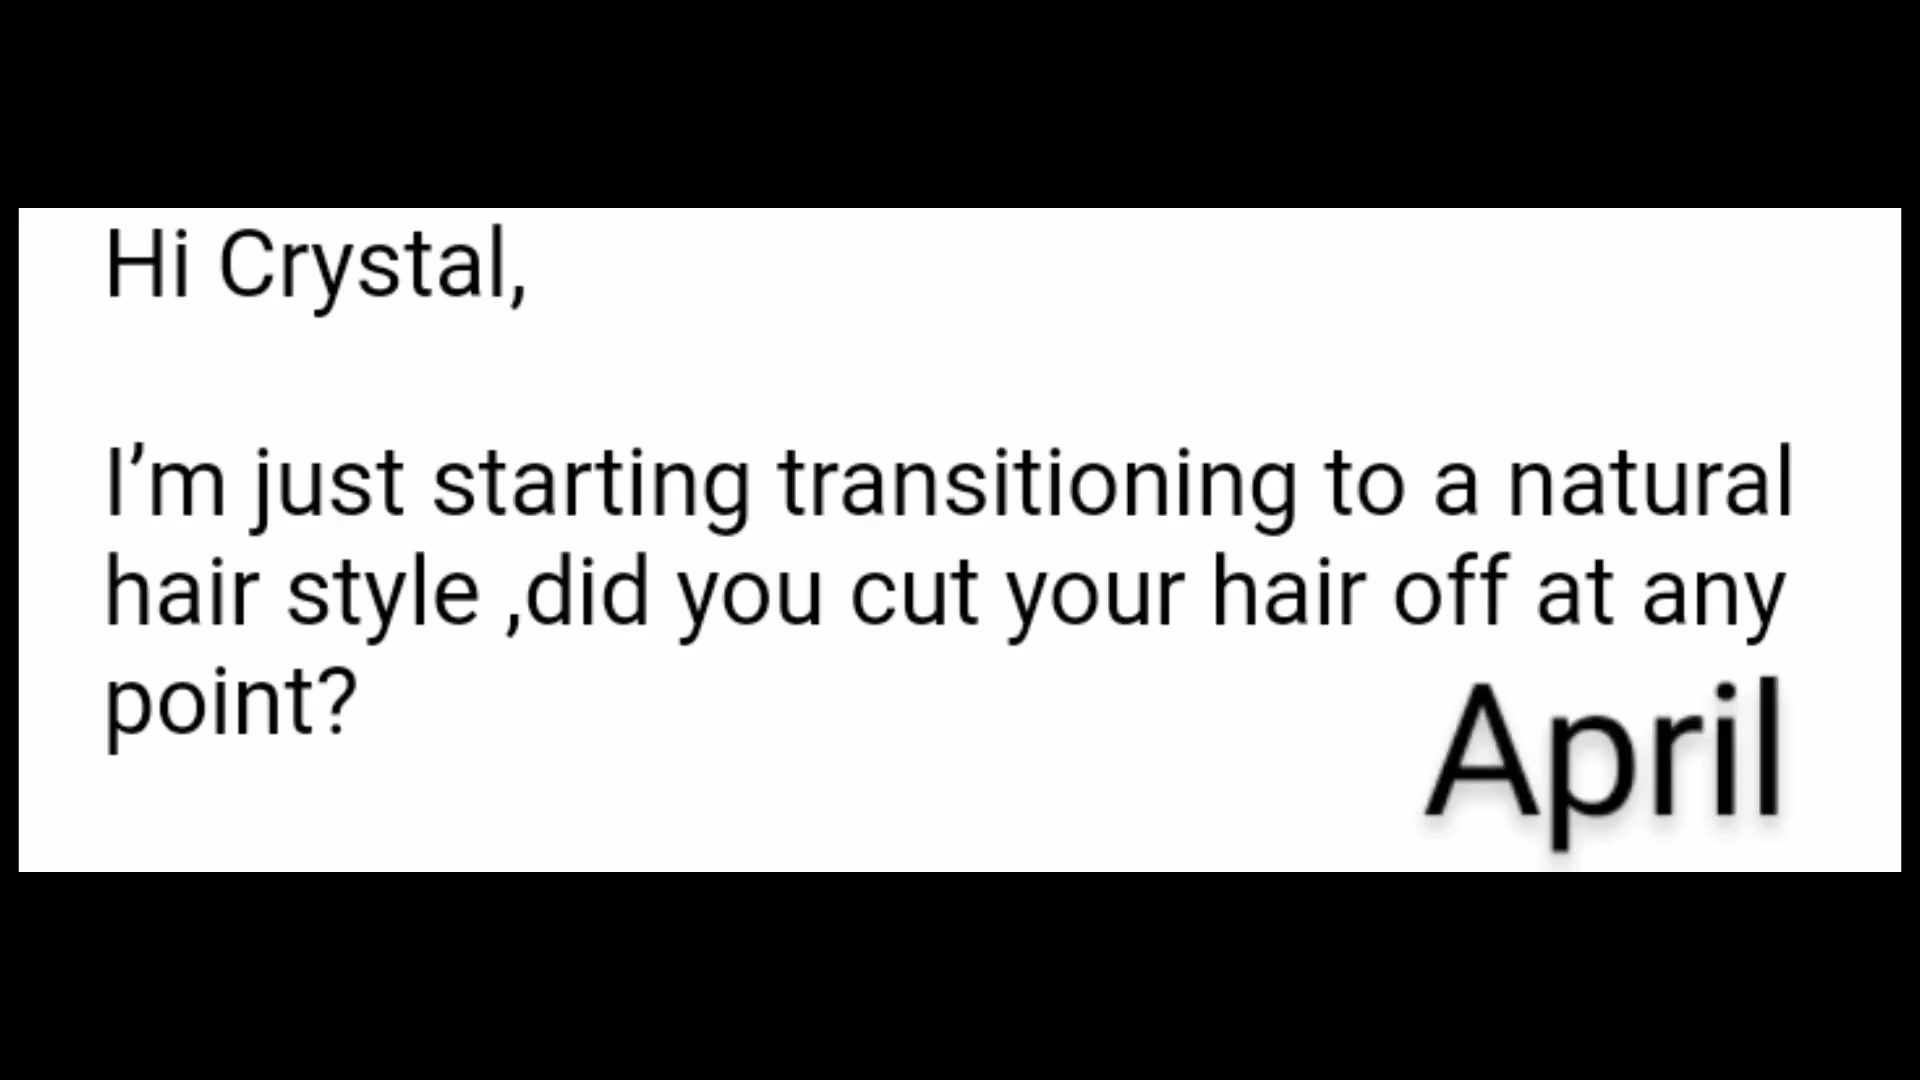 Hi Crystal,
I’m just starting transitioning to a natural
hair style ,did you cut your hair off at any
point?
April